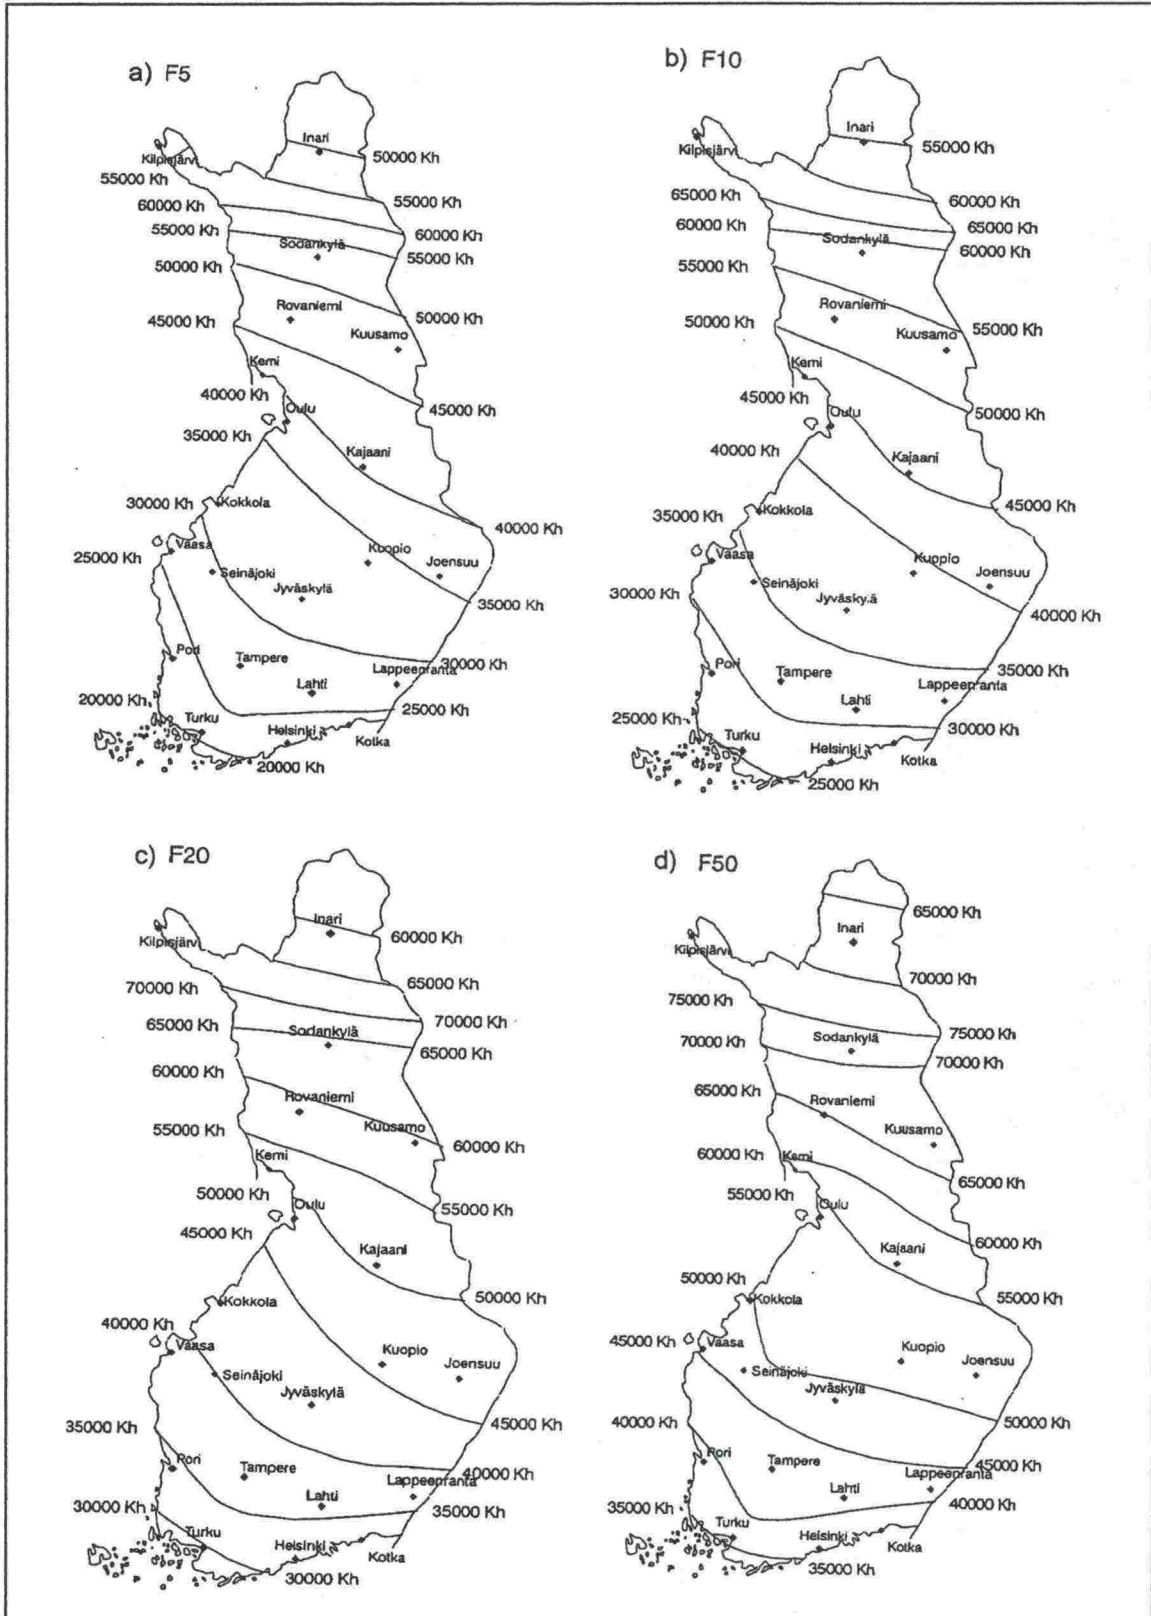 a) F5
Inari
Kilpisjärvi
50000 Kh
55000 Kh
55000 Kh
60000 Kh
60000 Kh
55000 Kh
Sodankylä
55000 Kh
50000 Kh
Rovaniemi
50000 Kh
45000 Kh
Kuusamo
Kemi
40000 Kh
45000 Kh
Oulu
35000 Kh
Kajaani
30000 Kh
Kokkola
40000 Kh
Vaasa
25000 Kh
Kuopio
Joensuu
Seinäjoki
Jyväskylä
35000 Kh
Pori
Tampere
30000 Kh
Lappeenranta
Lahti
20000 Kh
25000 Kh
Turku
Helsinki
Kotka
20000 Kh
b) F10
Inari
Kilpisjärvi
55000 Kh
65000 Kh
60000 Kh
60000 Kh
65000 Kh
Sodankylä
60000 Kh
55000 Kh
Rovaniemi
50000 Kh
55000 Kh
Kuusamo
Kemi
45000 Kh
50000 Kh
Oulu
40000 Kh
Kajaani
45000 Kh
35000 Kh
Kokkola
Vaasa
Kuopio
Joensuu
30000 Kh
Seinäjoki
Jyväskyä
40000 Kh
Pori
Tampere
35000 Kh
Lappeenranta
Lahti
25000 Kh
30000 Kh
Turku
Helsinki
Kotka
25000 Kh
c) F20
Inari
Kilpisjärvi
60000 Kh
70000 Kh
65000 Kh
65000 Kh
70000 Kh
Sodankylä
65000 Kh
60000 Kh
Rovaniemi
55000 Kh
Kuusamo
60000 Kh
Kemi
50000 Kh
Oulu
55000 Kh
45000 Kh
Kajaani
50000 Kh
Kokkola
40000 Kh
Vaasa
Kuopio
Joensuu
Seinäjoki
Jyväskylä
35000 Kh
45000 Kh
Pori
Tampere
40000 Kh
Lappeenranta
Lahti
30000 Kh
35000 Kh
Turku
Helsinki
Kotka
30000 Kh
d) F50
65000 Kh
Inari
Kilpisjärvi
70000 Kh
75000 Kh
75000 Kh
Sodankylä
70000 Kh
70000 Kh
65000 Kh
Rovaniemi
Kuusamo
60000 Kh
Kemi
65000 Kh
55000 Kh
Oulu
60000 Kh
Kajaani
50000 Kh
Kokkola
55000 Kh
45000 Kh
Vaasa
Kuopio
Joensuu
Seinäjoki
Jyväskylä
40000 Kh
50000 Kh
Pori
Tampere
45000 Kh
Lappeenranta
Lahti
40000 Kh
35000 Kh
Turku
Helsinki
Kotka
35000 Kh